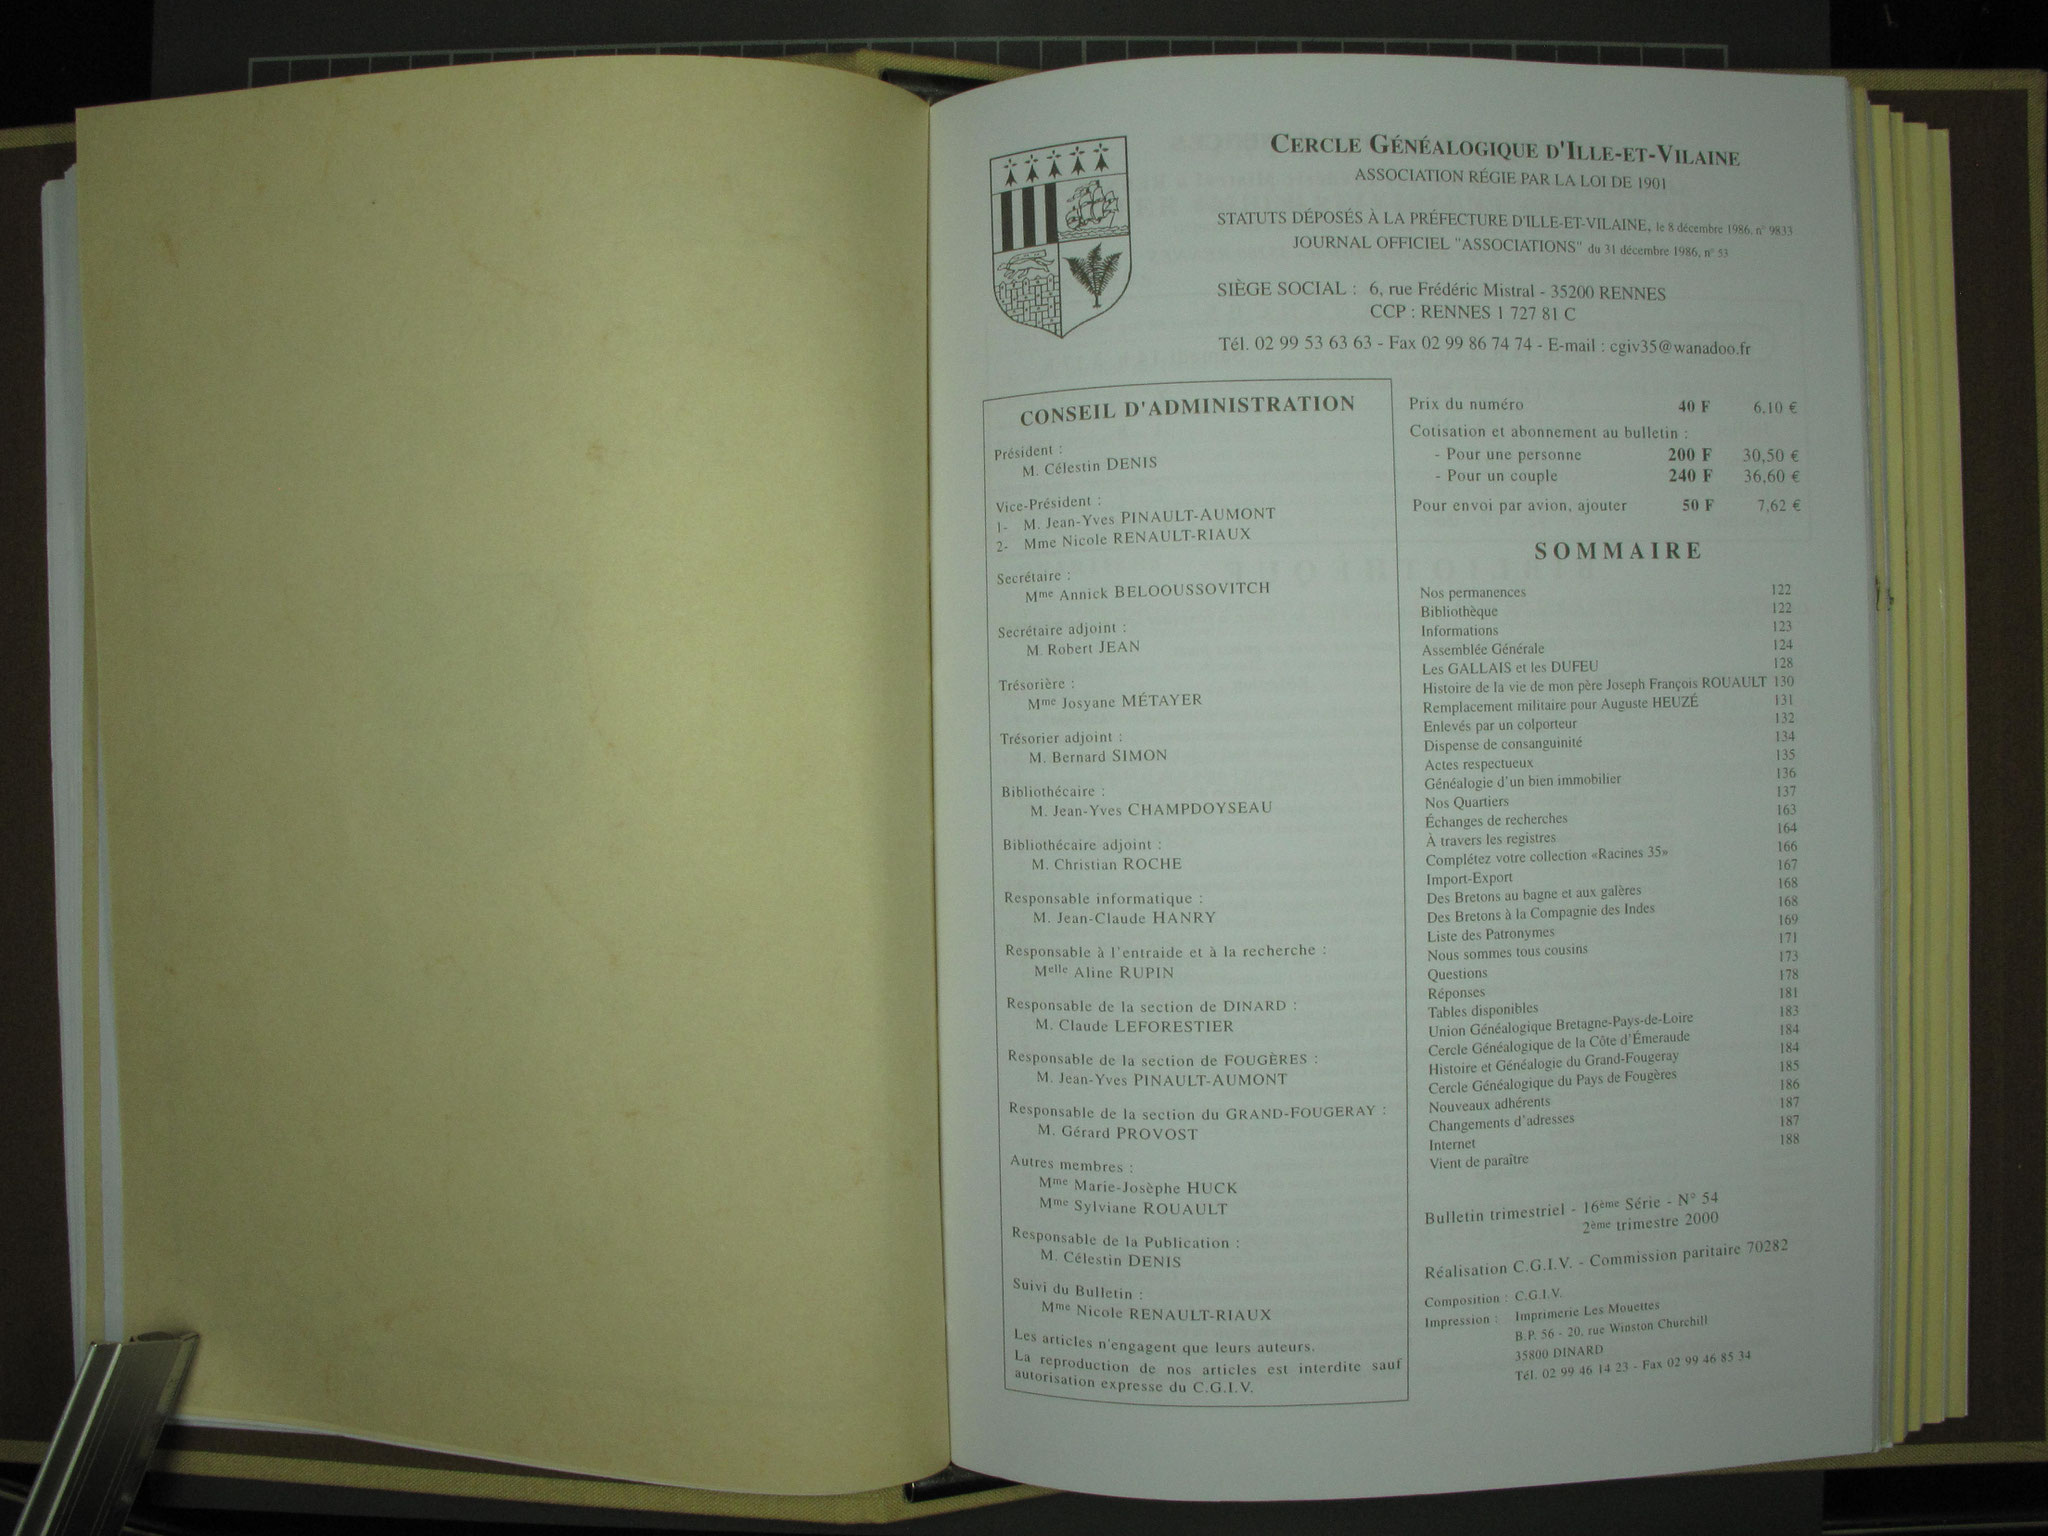 CERCLE GÉNÉALOGIQUE D'ILLE-ET-VILAINE
ASSOCIATION RÉGIE PAR LA LOI DE 1901
STATUTS DÉPOSÉS À LA PRÉFECTURE D'ILLE-ET-VILAINE, le 8 décembre 1986, n° 9833
JOURNAL OFFICIEL "ASSOCIATIONS" du 31 décembre 1986, n° 53
SIÈGE SOCIAL : 6, rue Frédéric Mistral - 35200 RENNES
CCP : RENNES 1 727 81 C
Tél. 02 99 53 63 63 - Fax 02 99 86 74 74 - E-mail : cgiv35@wanadoo.fr
CONSEIL D'ADMINISTRATION
Président :
M. Célestin DENIS
Vice-Président :
1- M. Jean-Yves PINAULT-AUMONT
2- Mme Nicole RENAULT-RIAUX
Secrétaire :
Mme Annick BELOOUSSOVITCH
Secrétaire adjoint :
M. Robert JEAN
Trésorière :
Mme Josyane MÉTAYER
Trésorier adjoint :
M. Bernard SIMON
Bibliothécaire :
M. Jean-Yves CHAMPDOYSEAU
Bibliothécaire adjoint :
M. Christian ROCHE
Responsable informatique :
M. Jean-Claude HANRY
Responsable à l'entraide et à la recherche :
Melle Aline RUPIN
Responsable de la section de DINARD :
M. Claude LEFORESTIER
Responsable de la section de FOUGÈRES :
M. Jean-Yves PINAULT-AUMONT
Responsable de la section du GRAND-FOUGERAY :
M. Gérard PROVOST
Autres membres :
Mme Marie-Josèphe HUCK
Mme Sylviane ROUAULT
Responsable de la Publication :
M. Célestin DENIS
Suivi du Bulletin :
Mme Nicole RENAULT-RIAUX
Les articles n'engagent que leurs auteurs.
La reproduction de nos articles est interdite sauf
autorisation expresse du C.G.I.V.
Prix du numéro 40 F 6,10 €
Cotisation et abonnement au bulletin :
- Pour une personne 200 F 30,50 €
- Pour un couple 240 F 36,60 €
Pour envoi par avion, ajouter 50 F 7,62 €
SOMMAIRE
Nos permanences 122
Bibliothèque 122
Informations 123
Assemblée Générale 124
Les GALLAIS et les DUFEU 128
Histoire de la vie de mon père Joseph François ROUAULT 130
Remplacement militaire pour Auguste HEUZÉ 131
Enlevés par un colporteur 132
Dispense de consanguinité 134
Actes respectueux 135
Généalogie d'un bien immobilier 136
Nos Quartiers 137
Échanges de recherches 163
À travers les registres 164
Complétez votre collection «Racines 35» 166
Import-Export 167
Des Bretons au bagne et aux galères 168
Des Bretons à la Compagnie des Indes 168
Liste des Patronymes 169
Nous sommes tous cousins 171
Questions 173
Réponses 178
Tables disponibles 181
Union Généalogique Bretagne-Pays-de-Loire 183
Cercle Généalogique de la Côte d'Émeraude 184
Histoire et Généalogie du Grand-Fougeray 184
Cercle Généalogique du Pays de Fougères 185
Nouveaux adhérents 186
Changements d'adresses 187
Internet 187
Vient de paraître 188
Bulletin trimestriel - 16ème Série - N° 54
2ème trimestre 2000
Réalisation C.G.I.V. - Commission paritaire 70282
Composition : C.G.I.V.
Impression : Imprimerie Les Mouettes
B.P. 56 - 20, rue Winston Churchill
35800 DINARD
Tél. 02 99 46 14 23 - Fax 02 99 46 85 34